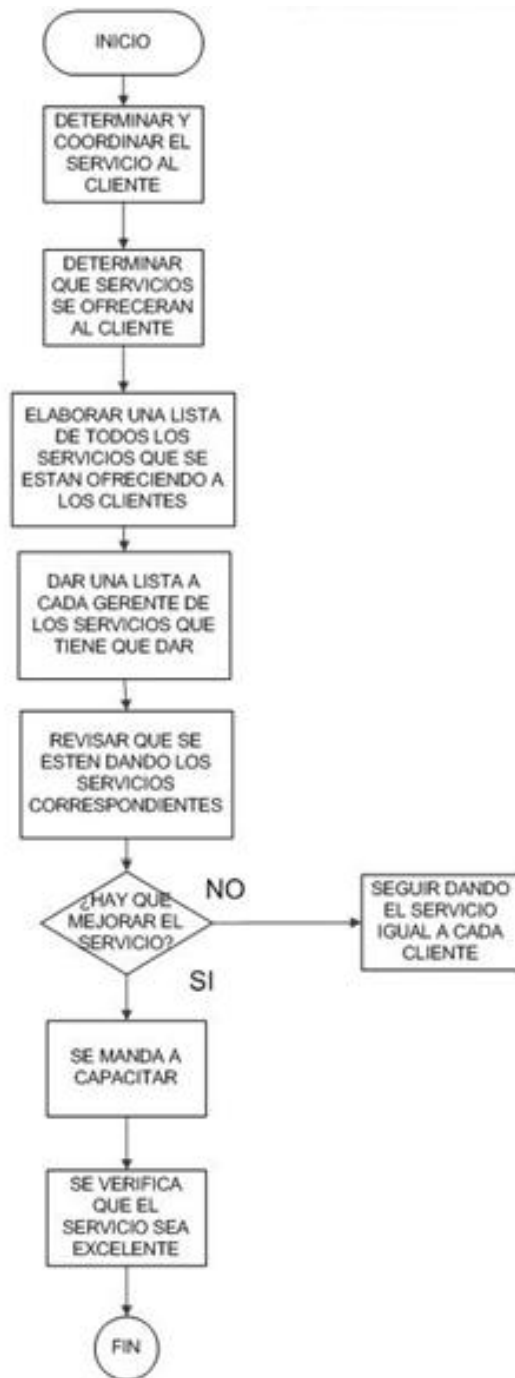 INICIO
DETERMINAR Y
COORDINAR EL
SERVICIO AL
CLIENTE
DETERMINAR
QUE SERVICIOS
SE OFRECERAN
AL CLIENTE
ELABORAR UNA LISTA
DE TODOS LOS
SERVICIOS QUE SE
ESTAN OFRECIENDO A
LOS CLIENTES
DAR UNA LISTA A
CADA GERENTE DE
LOS SERVICIOS QUE
TIENE QUE DAR
REVISAR QUE SE
ESTEN DANDO LOS
SERVICIOS
CORRESPONDIENTES
¿HAY QUE
MEJORAR EL
SERVICIO?
NO
SEGUIR DANDO
EL SERVICIO
IGUAL A CADA
CLIENTE
SI
SE MANDA A
CAPACITAR
SE VERIFICA
QUE EL
SERVICIO SEA
EXCELENTE
FIN